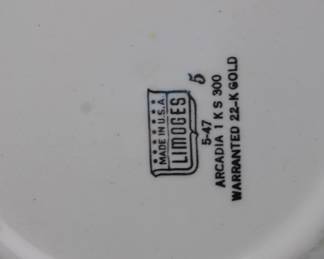 MADE IN U.S.A
LIMOGES
5
5-47
ARCADIA 1 K S 300
WARRANTED 22-K GOLD